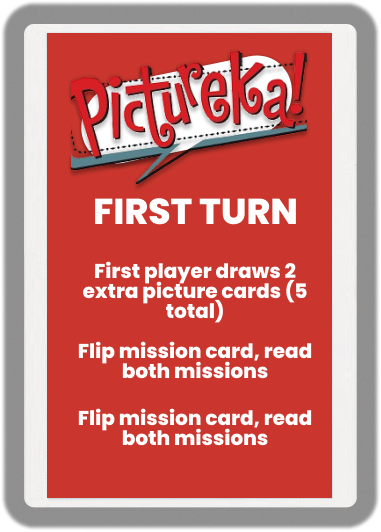 Pictureka!
FIRST TURN
First player draws 2
extra picture cards (5
total)
Flip mission card, read
both missions
Flip mission card, read
both missions